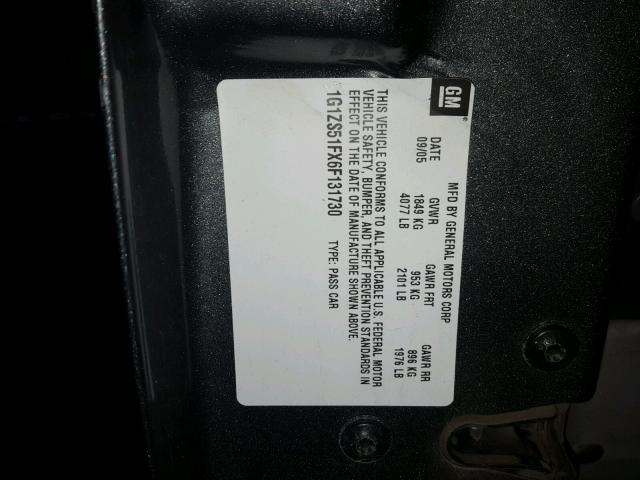 GM
MFD BY GENERAL MOTORS CORP
DATE GVWR GAWR FRT GAWR RR
09/05 1849 KG 953 KG 896 KG
4077 LB 2101 LB 1976 LB
THIS VEHICLE CONFORMS TO ALL APPLICABLE U.S. FEDERAL MOTOR
VEHICLE SAFETY, BUMPER, AND THEFT PREVENTION STANDARDS IN
EFFECT ON THE DATE OF MANUFACTURE SHOWN ABOVE.
1G1ZS51FX6F131730 TYPE: PASS CAR